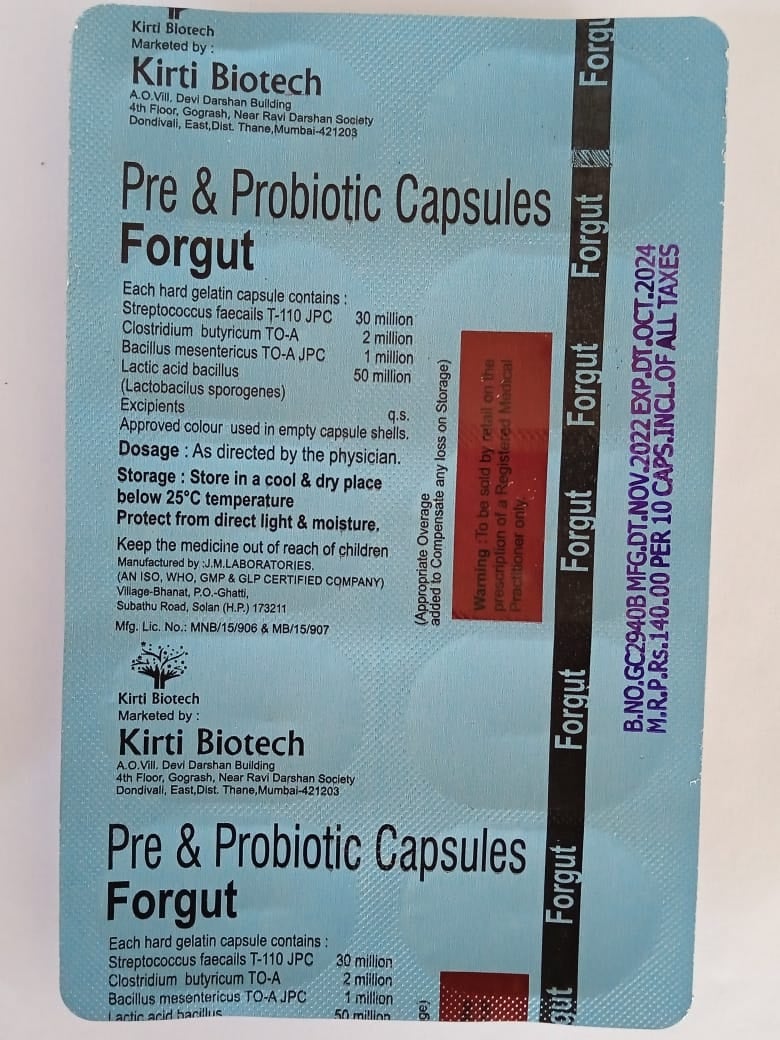 Kirti Biotech
Marketed by :
Kirti Biotech
A.O.Vill. Devi Darshan Building
4th Floor, Gogrash, Near Ravi Darshan Society
Dondivali, East,Dist. Thane,Mumbai-421203
Pre & Probiotic Capsules
Forgut
Each hard gelatin capsule contains :
Streptococcus faecails T-110 JPC 30 million
Clostridium butyricum TO-A 2 million
Bacillus mesentericus TO-A JPC 1 million
Lactic acid bacillus 50 million
(Lactobacillus sporogenes)
Excipients q.s.
Approved colour used in empty capsule shells.
Dosage : As directed by the physician.
Storage : Store in a cool & dry place
below 25°C temperature
Protect from direct light & moisture.
Keep the medicine out of reach of children
Manufactured by :J.M.LABORATORIES.
(AN ISO, WHO, GMP & GLP CERTIFIED COMPANY)
Village-Bhanat, P.O.-Ghatti,
Subathu Road, Solan (H.P.) 173211
Mfg. Lic. No.: MNB/15/906 & MB/15/907
(Appropriate Overage
added to Compensate any loss on Storage)
Warning :To be sold by retail on the
prescription of a Registered Medical
Practitioner only.
Kirti Biotech
Marketed by :
Kirti Biotech
A.O.Vill. Devi Darshan Building
4th Floor, Gogrash, Near Ravi Darshan Society
Dondivali, East,Dist. Thane,Mumbai-421203
Pre & Probiotic Capsules
Forgut
Each hard gelatin capsule contains :
Streptococcus faecails T-110 JPC 30 million
Clostridium butyricum TO-A 2 million
Bacillus mesentericus TO-A JPC 1 million
Lactic acid bacillus 50 million
ge)
gut
Forgut
Forgut
Forgut
Forgut
Forgut
Forgu
B.NO.GC2940B MFG.DT.NOV.2022 EXP.DT.OCT.2024
M.R.P.Rs.140.00 PER 10 CAPS.INCL.OF ALL TAXES